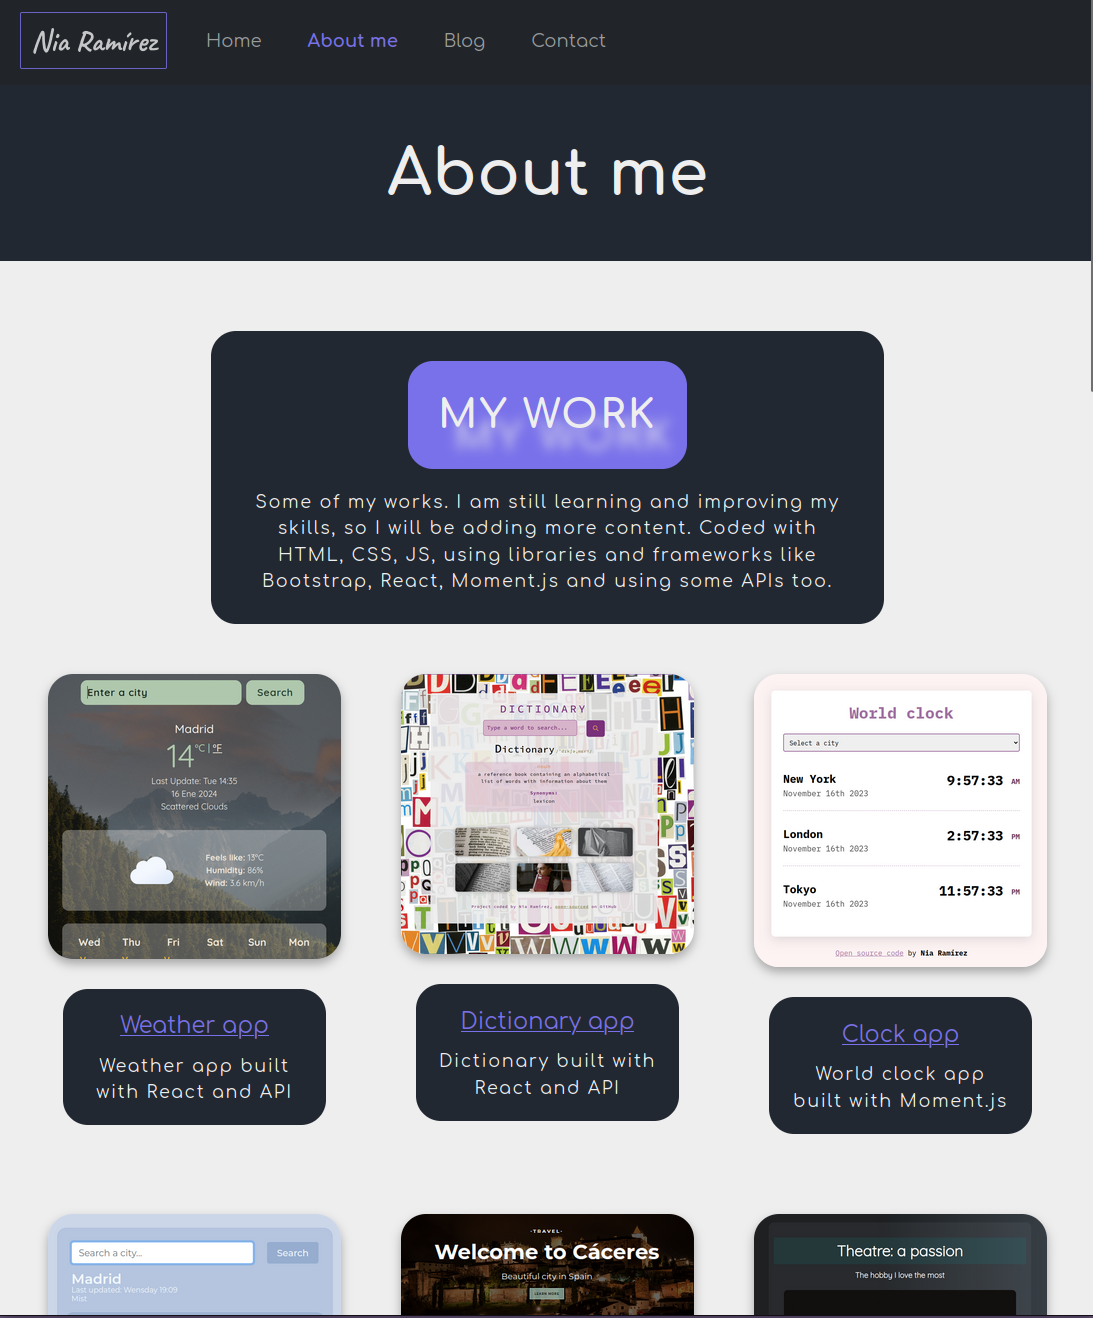 Nia Ramírez
Home
About me
Blog
Contact
About me
MY WORK
Some of my works. I am still learning and improving my
skills, so I will be adding more content. Coded with
HTML, CSS, JS, using libraries and frameworks like
Bootstrap, React, Moment.js and using some APIs too.
Enter a city
Search
Madrid
14 °C | °F
Last Update: Tue 14:35
16 Ene 2024
Scattered Clouds
Feels like: 13°C
Humidity: 86%
Wind: 3.6 km/h
Wed Thu Fri Sat Sun Mon
DICTIONARY
Type a word to search...
Dictionary
a reference book containing an alphabetical
list of words with information about them
Synonyms:
lexicon
Project coded by Nia Ramírez, open-sourced on GitHub
World clock
Select a city
New York
9:57:33 AM
November 16th 2023
London
2:57:33 PM
November 16th 2023
Tokyo
11:57:33 PM
November 16th 2023
Open source code by Nia Ramírez
Weather app
Weather app built
with React and API
Dictionary app
Dictionary built with
React and API
Clock app
World clock app
built with Moment.js
Search a city...
Search
Madrid
Last updated: Wensday 19:09
Mist
·TRAVEL·
Welcome to Cáceres
Beautiful city in Spain
LEARN MORE
Theatre: a passion
The hobby I love the most